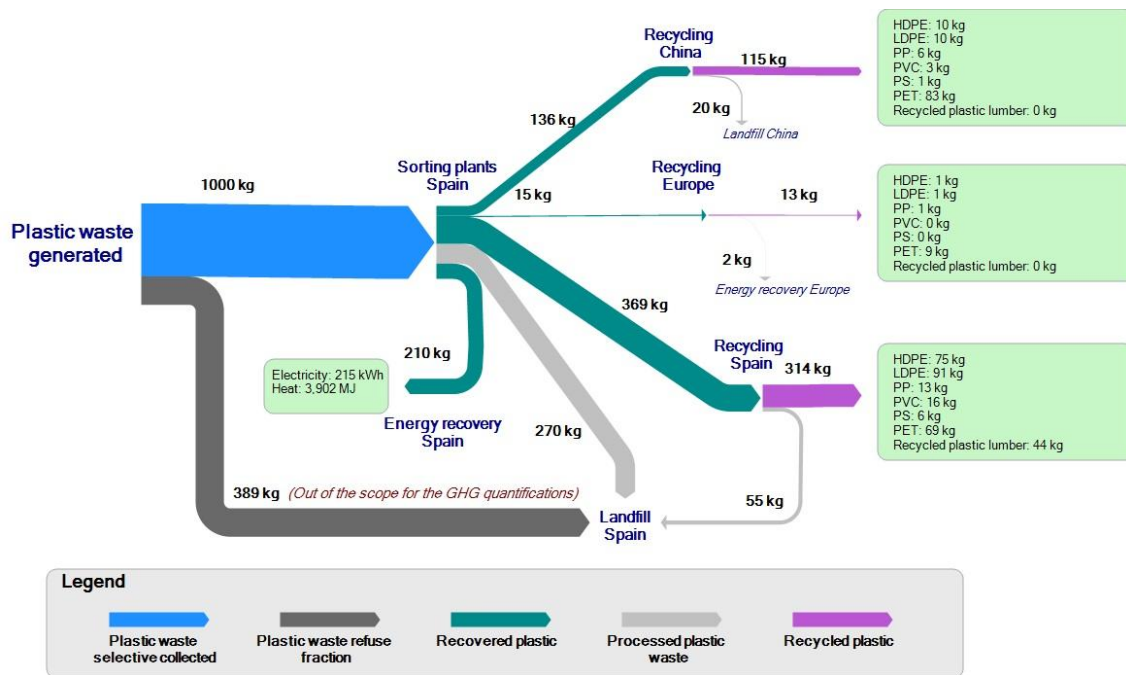 Recycling
China
115 kg
HDPE: 10 kg
LDPE: 10 kg
PP: 6 kg
PVC: 3 kg
PS: 1 kg
PET: 83 kg
Recycled plastic lumber: 0 kg
136 kg
20 kg
Landfill China
1000 kg
Sorting plants
Spain
15 kg
Recycling
Europe
13 kg
HDPE: 1 kg
LDPE: 1 kg
PP: 1 kg
PVC: 0 kg
PS: 0 kg
PET: 9 kg
Recycled plastic lumber: 0 kg
Plastic waste
generated
2 kg
Energy recovery Europe
369 kg
Recycling
Spain
314 kg
HDPE: 75 kg
LDPE: 91 kg
PP: 13 kg
PVC: 16 kg
PS: 6 kg
PET: 69 kg
Recycled plastic lumber: 44 kg
210 kg
Electricity: 215 kWh
Heat: 3,902 MJ
Energy recovery
Spain
270 kg
389 kg (Out of the scope for the GHG quantifications)
55 kg
Landfill
Spain
Legend
Plastic waste
selective collected
Plastic waste refuse
fraction
Recovered plastic
Processed plastic
waste
Recycled plastic